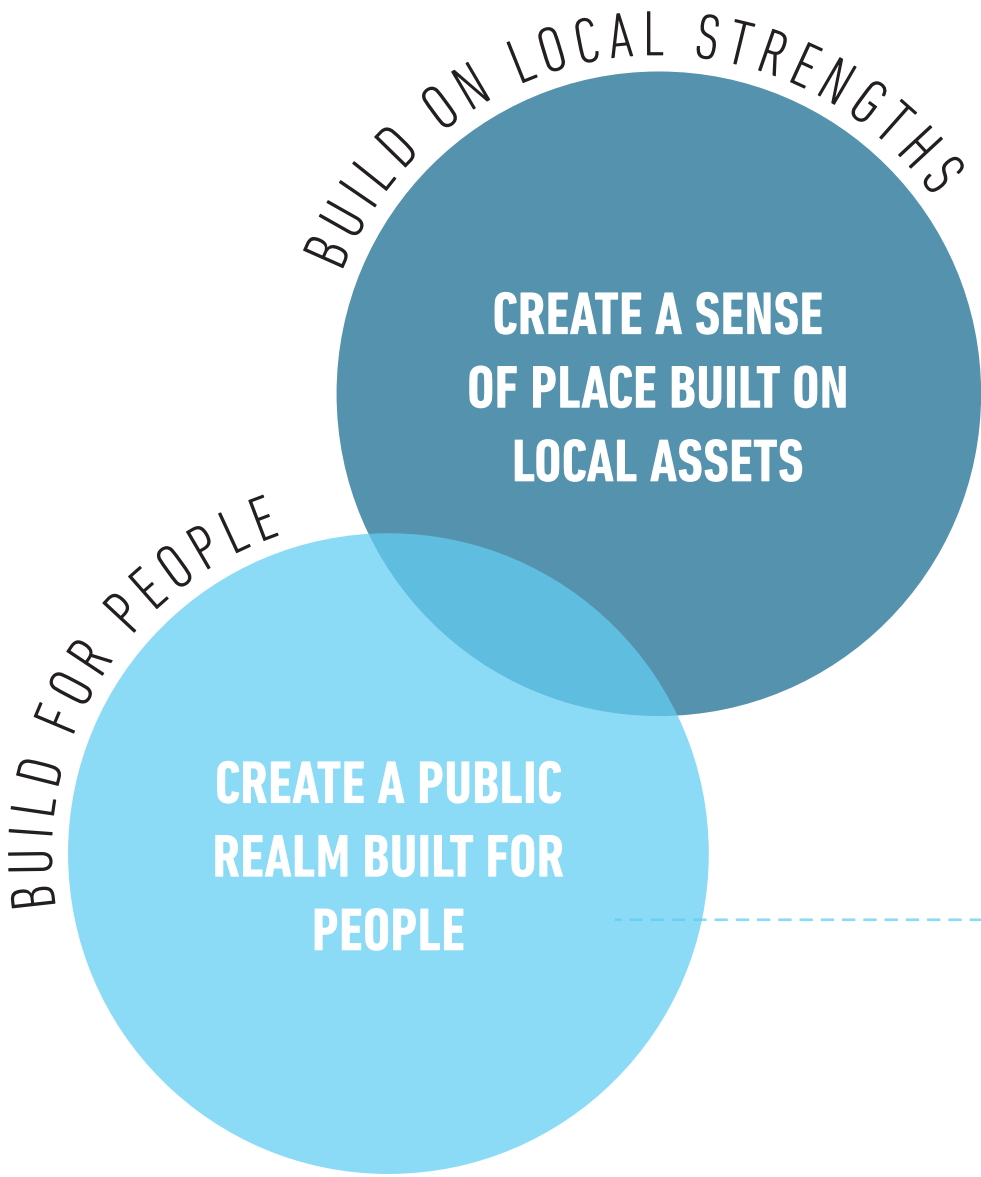 BUILD ON LOCAL STRENGTHS
CREATE A SENSE
OF PLACE BUILT ON
LOCAL ASSETS
BUILD FOR PEOPLE
CREATE A PUBLIC
REALM BUILT FOR
PEOPLE